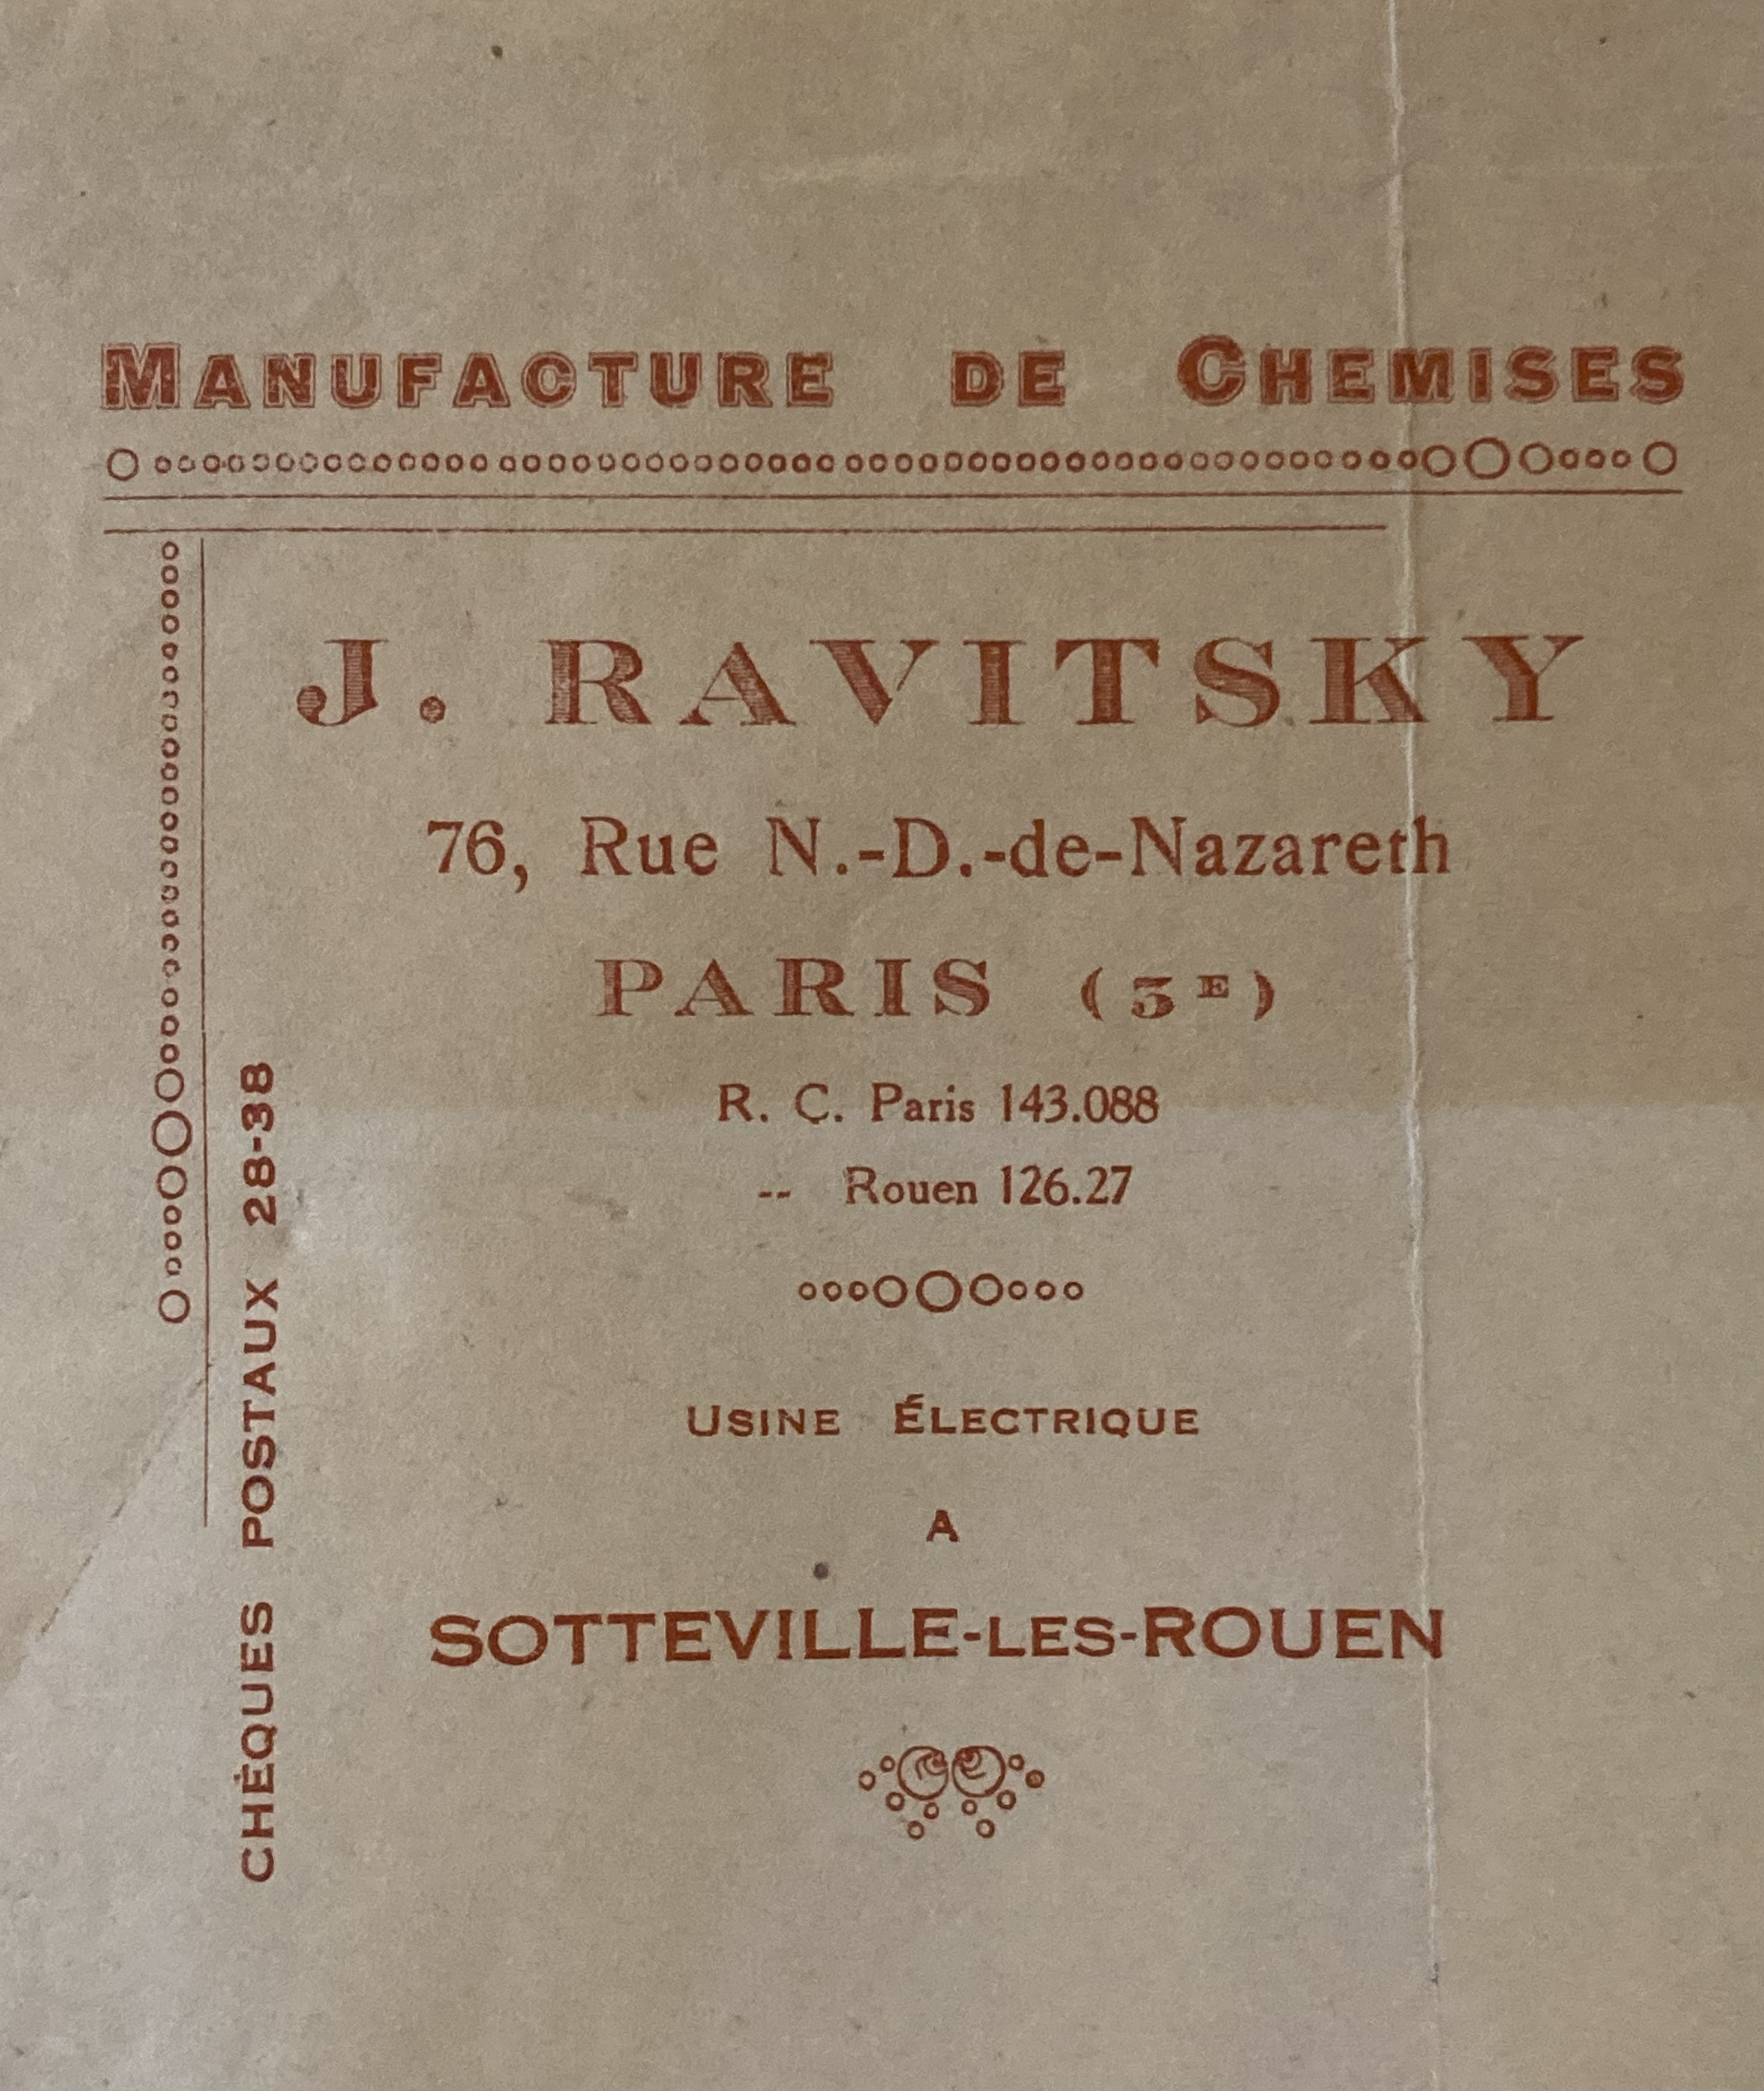 MANUFACTURE DE CHEMISES
J. RAVITSKY
76, Rue N.-D.-de-Nazareth
PARIS (3E)
R. C. Paris 143.088
-- Rouen 126.27
USINE ÉLECTRIQUE
A
SOTTEVILLE-LES-ROUEN
CHÈQUES POSTAUX 28-38